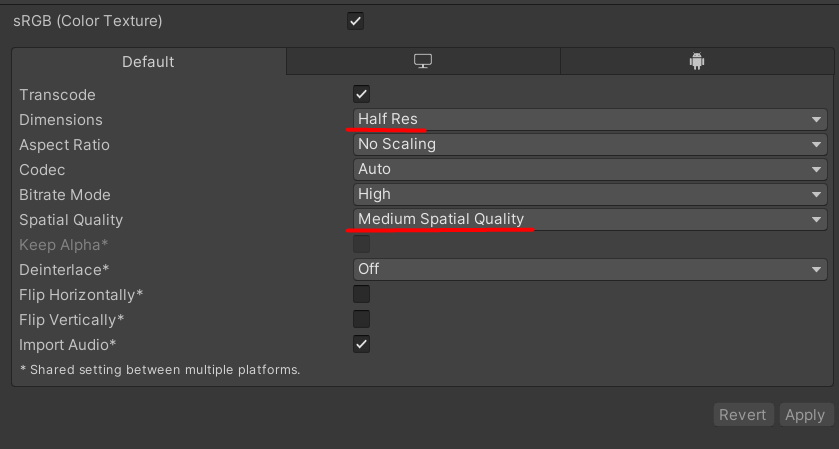 sRGB (Color Texture)
Default
Transcode
Dimensions Half Res
Aspect Ratio No Scaling
Codec Auto
Bitrate Mode High
Spatial Quality Medium Spatial Quality
Keep Alpha*
Deinterlace* Off
Flip Horizontally*
Flip Vertically*
Import Audio*
* Shared setting between multiple platforms.
Revert Apply